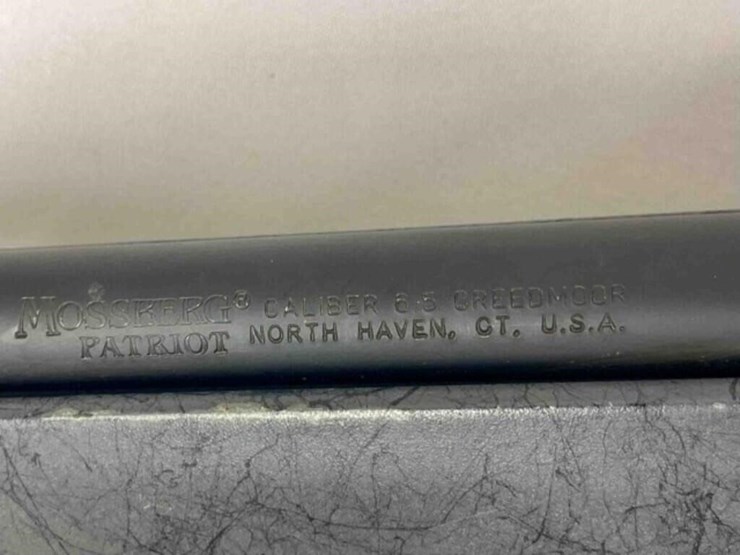 MOSSBERG® CALIBER 6.5 CREEDMOOR
PATRIOT NORTH HAVEN, CT. U.S.A.